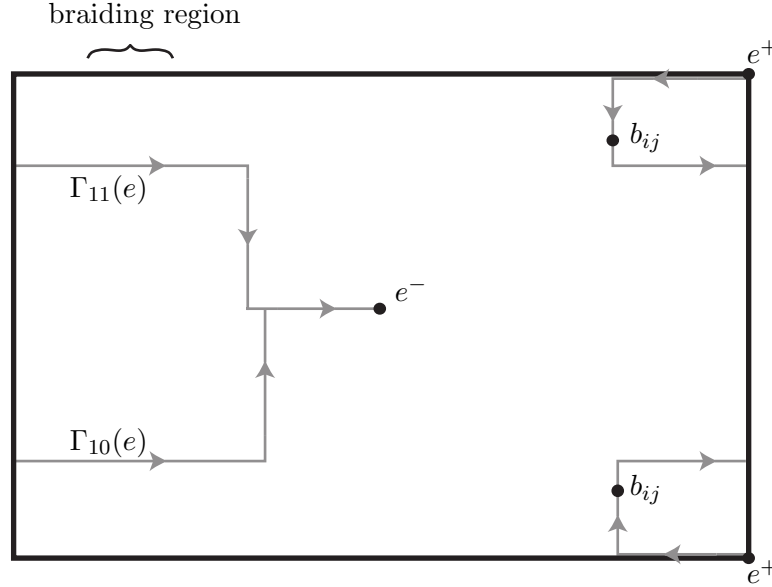 braiding region
e⁺
b_{ij}
Γ₁₁(e)
e⁻
Γ₁₀(e)
b_{ij}
e⁺